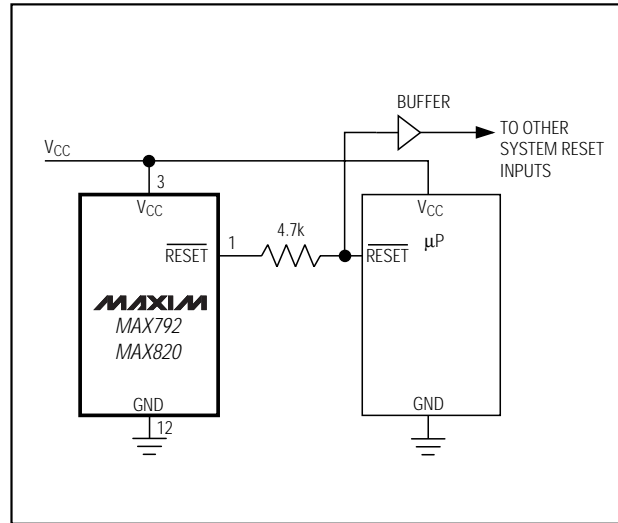 BUFFER
TO OTHER
SYSTEM RESET
INPUTS
VCC
3
VCC
VCC
RESET
1
4.7k
RESET
μP
MAXIM
MAX792
MAX820
GND
12
GND